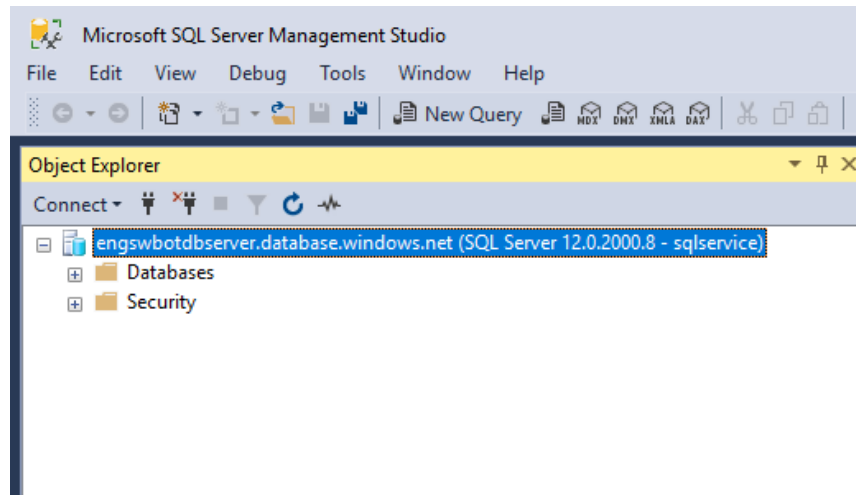 Microsoft SQL Server Management Studio
File Edit View Debug Tools Window Help
New Query MDX DMX XMLA DAX
Object Explorer
Connect
engswbotdbserver.database.windows.net (SQL Server 12.0.2000.8 - sqlservice)
Databases
Security